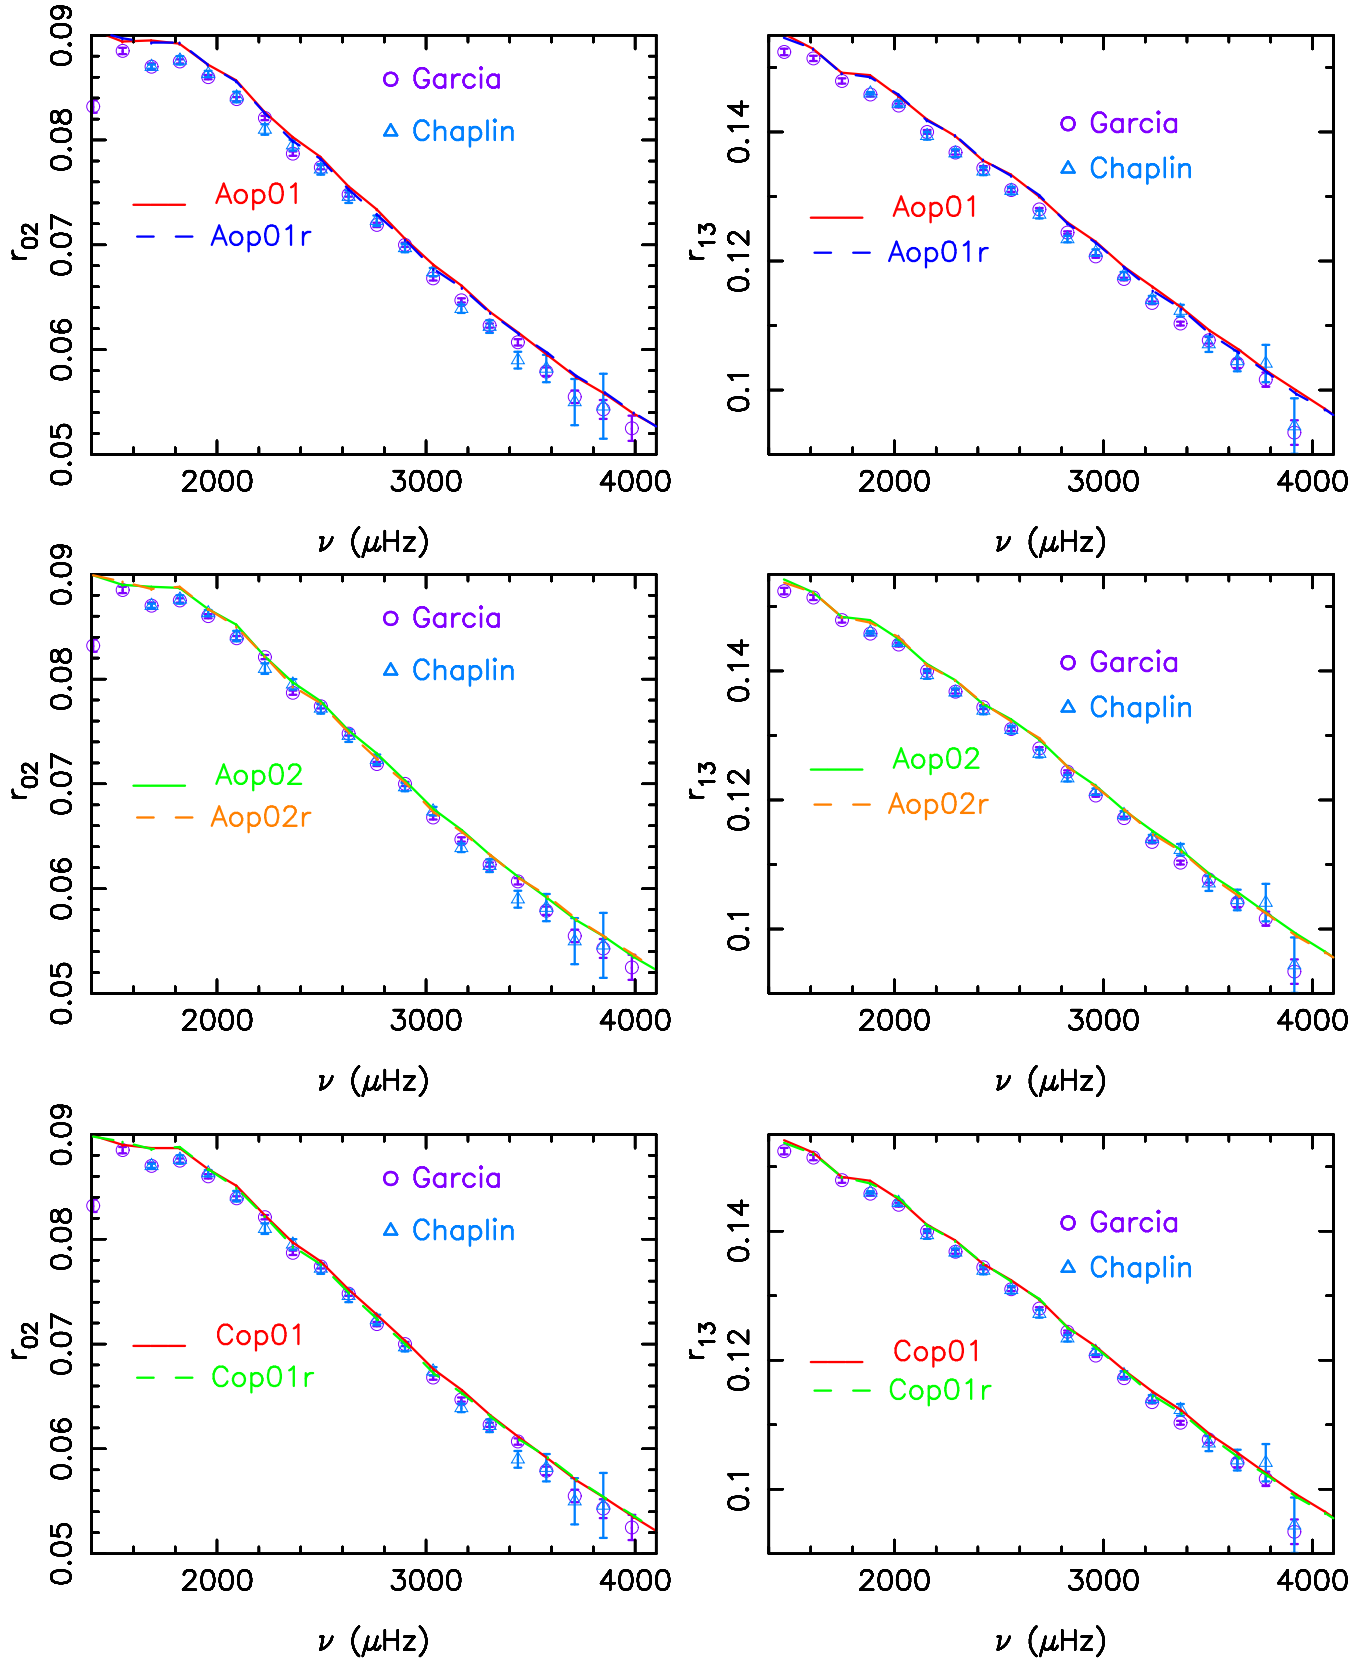 0.09
0.08
0.07
0.06
0.05
r02
Garcia
Chaplin
Aop01
Aop01r
2000 3000 4000
ν (μHz)
0.14
0.12
0.1
r13
Garcia
Chaplin
Aop01
Aop01r
2000 3000 4000
ν (μHz)
0.09
0.08
0.07
0.06
0.05
r02
Garcia
Chaplin
Aop02
Aop02r
2000 3000 4000
ν (μHz)
0.14
0.12
0.1
r13
Garcia
Chaplin
Aop02
Aop02r
2000 3000 4000
ν (μHz)
0.09
0.08
0.07
0.06
0.05
r02
Garcia
Chaplin
Cop01
Cop01r
2000 3000 4000
ν (μHz)
0.14
0.12
0.1
r13
Garcia
Chaplin
Cop01
Cop01r
2000 3000 4000
ν (μHz)